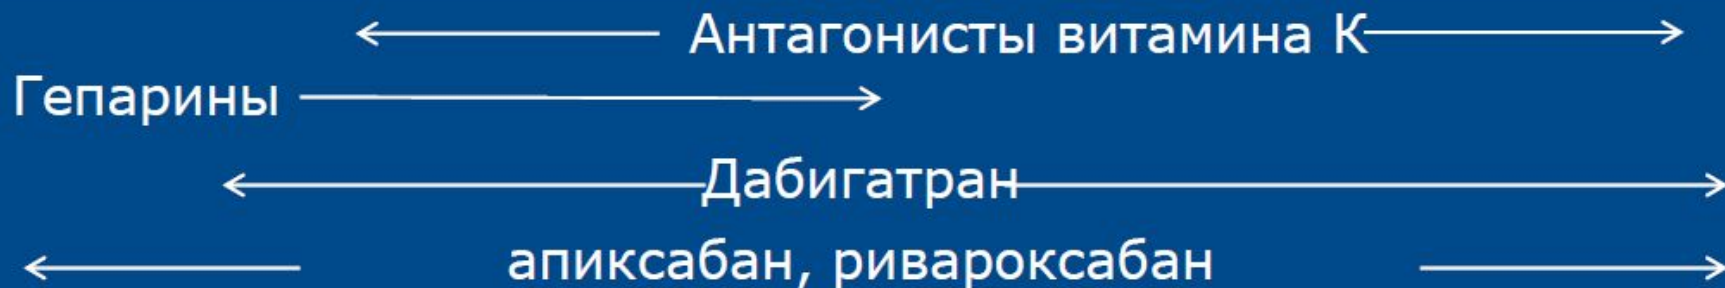 Антагонисты витамина К
Гепарины
Дабигатран
апиксабан, ривароксабан